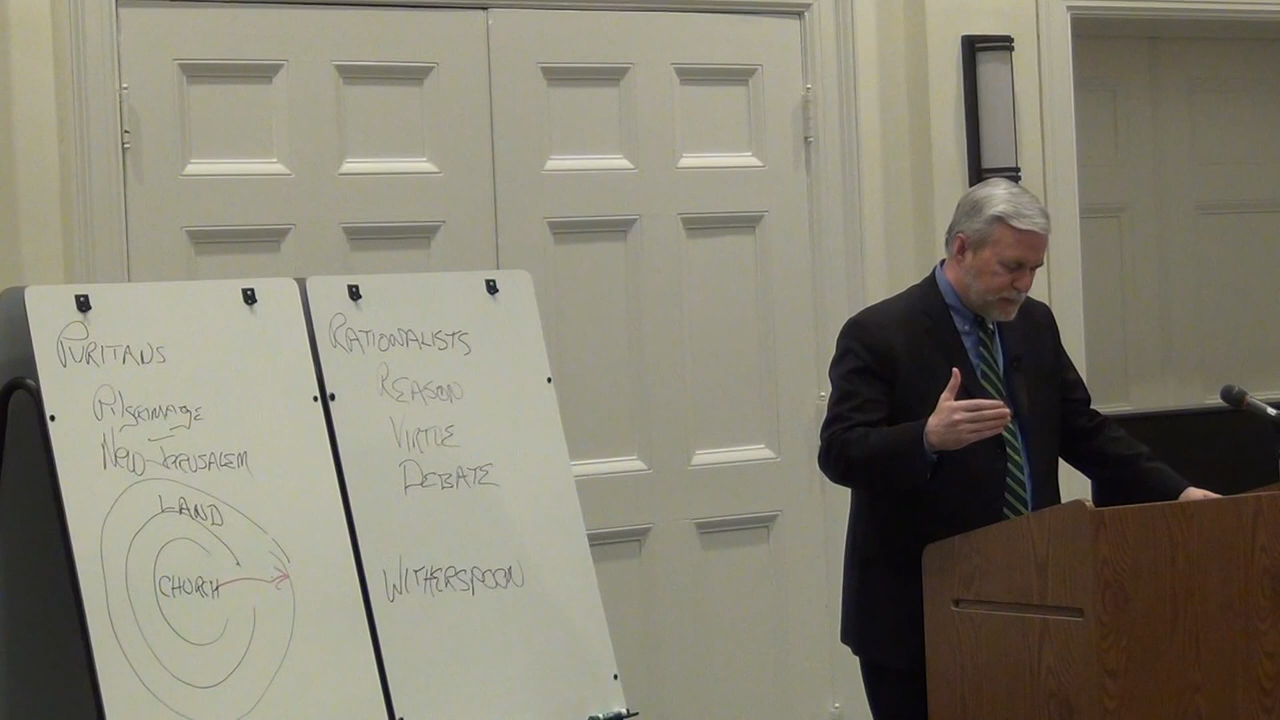 PURITANS
PilgRimAge
New Jerusalem
LAND
CHURCH
RATIONALISTS
REASON
VIRTUE
DEBATE
WITHERSPOON